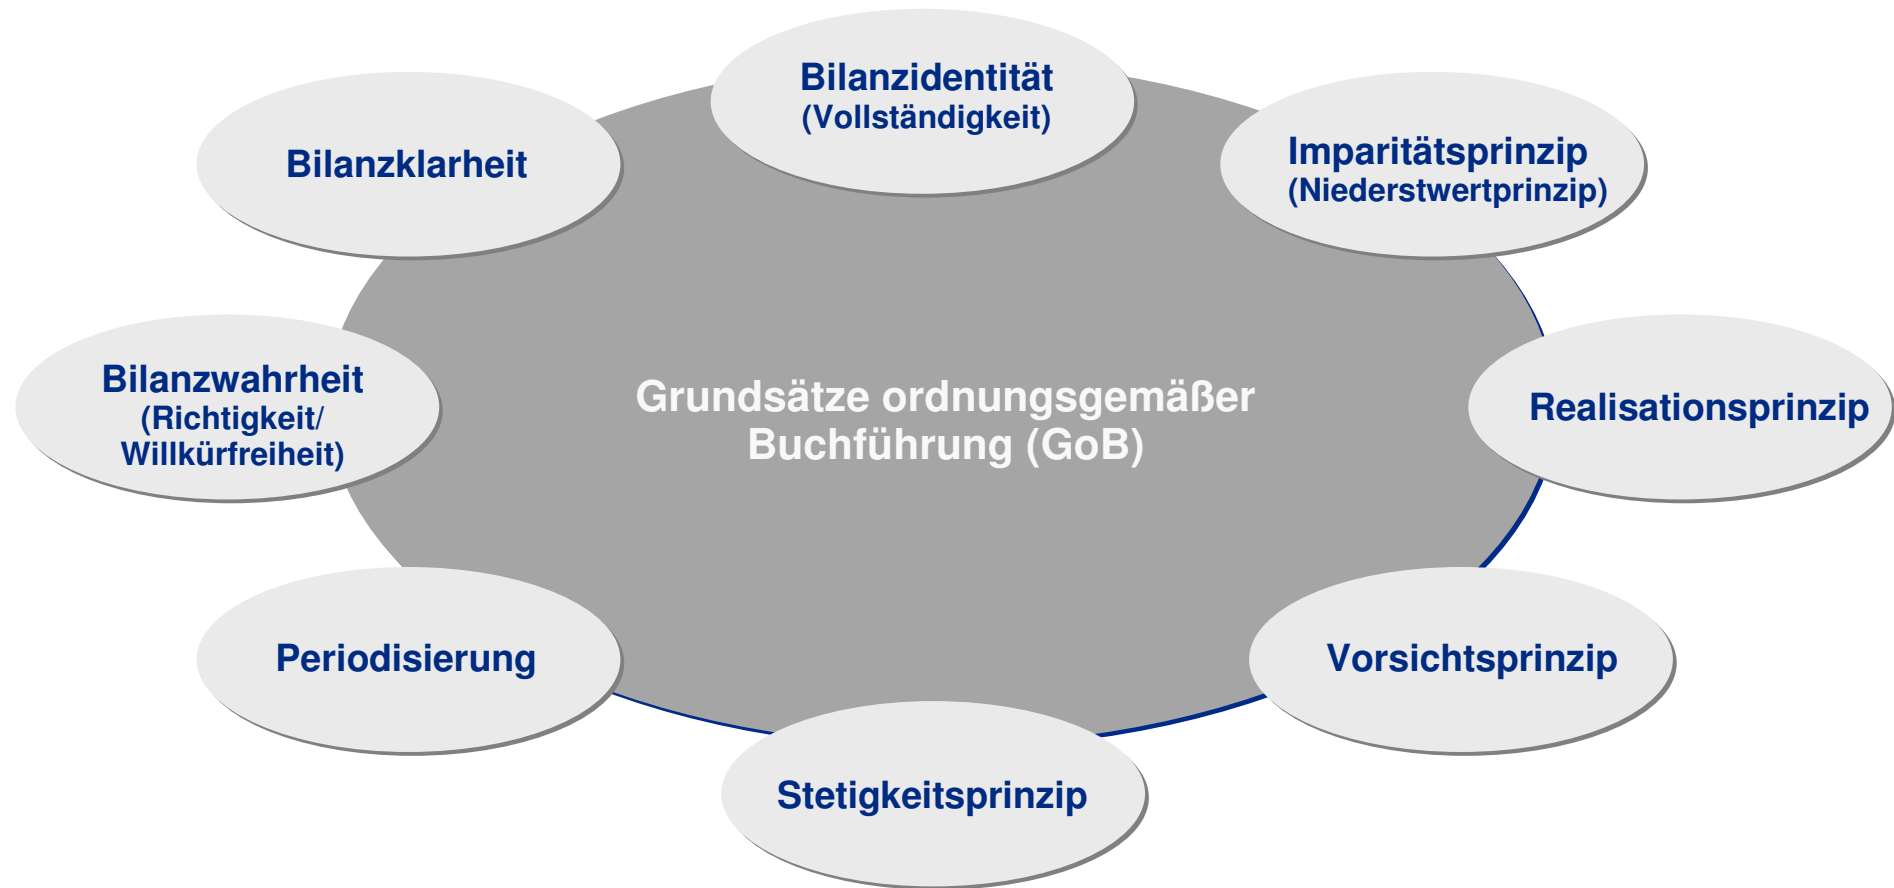 Bilanzidentität
(Vollständigkeit)
Bilanzklarheit
Imparitätsprinzip
(Niederstwertprinzip)
Bilanzwahrheit
(Richtigkeit/
Willkürfreiheit)
Grundsätze ordnungsgemäßer
Buchführung (GoB)
Realisationsprinzip
Periodisierung
Vorsichtsprinzip
Stetigkeitsprinzip